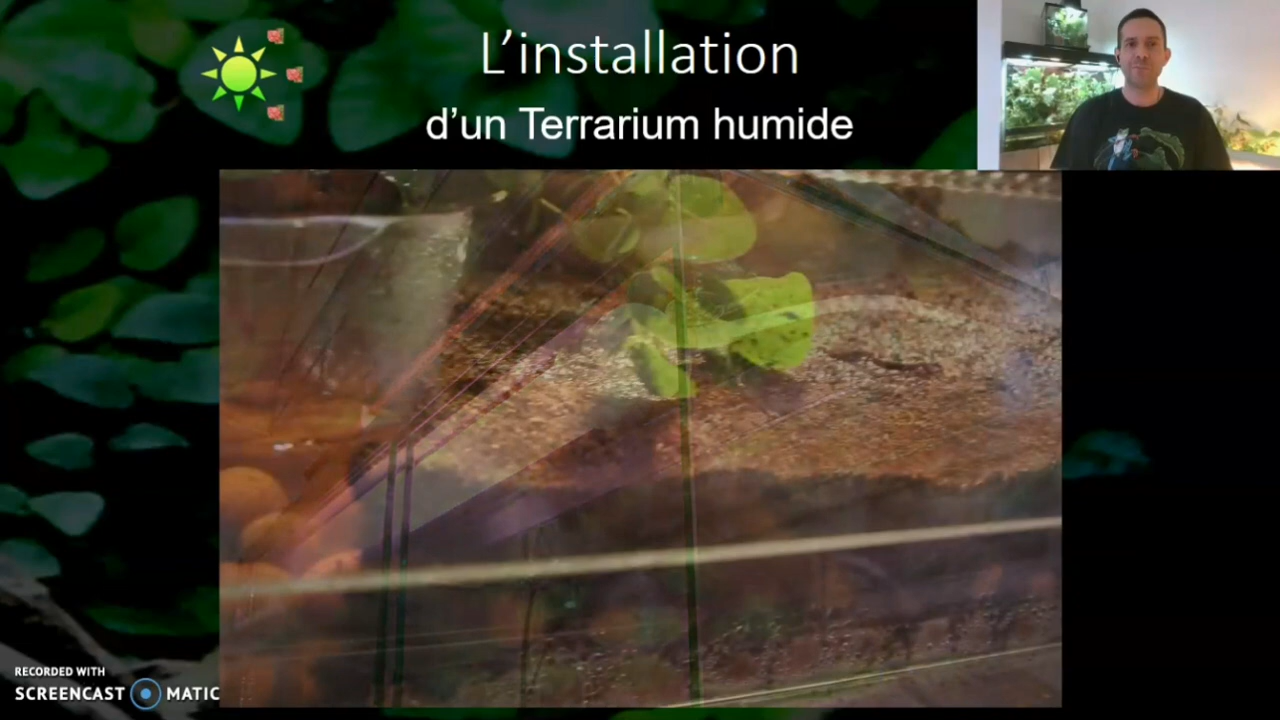 L’installation
d’un Terrarium humide
RECORDED WITH
SCREENCAST MATIC